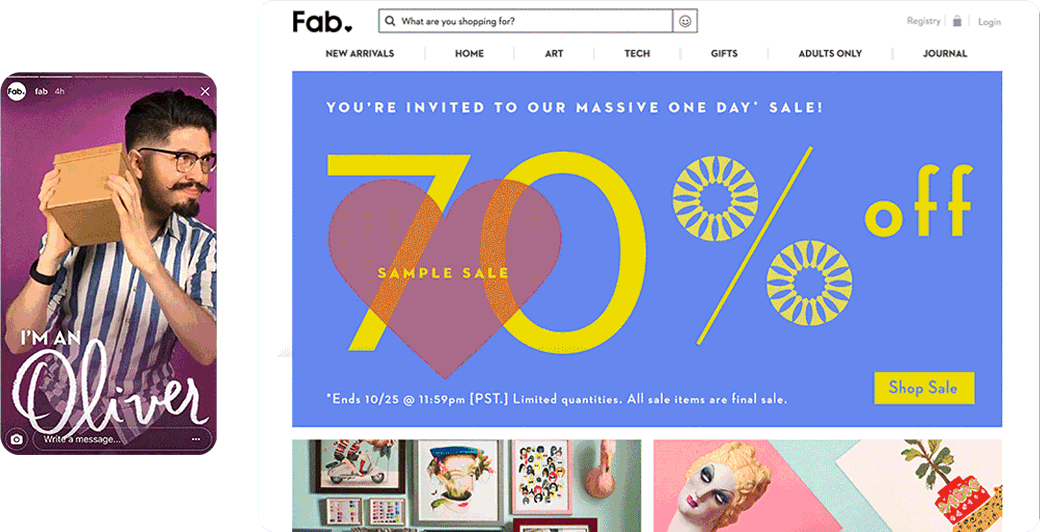 Fab.
fab 4h
I'M AN
Oliver
Write a message...
Fab.
What are you shopping for?
Registry
Login
NEW ARRIVALS
HOME
ART
TECH
GIFTS
ADULTS ONLY
JOURNAL
YOU'RE INVITED TO OUR MASSIVE ONE DAY* SALE!
70% off
SAMPLE SALE
*Ends 10/25 @ 11:59pm [PST.] Limited quantities. All sale items are final sale.
Shop Sale